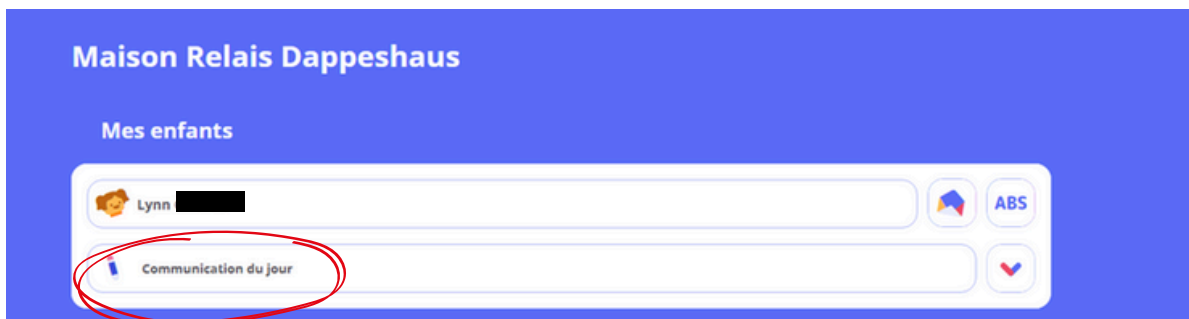 Maison Relais Dappeshaus
Mes enfants
Lynn
ABS
Communication du jour